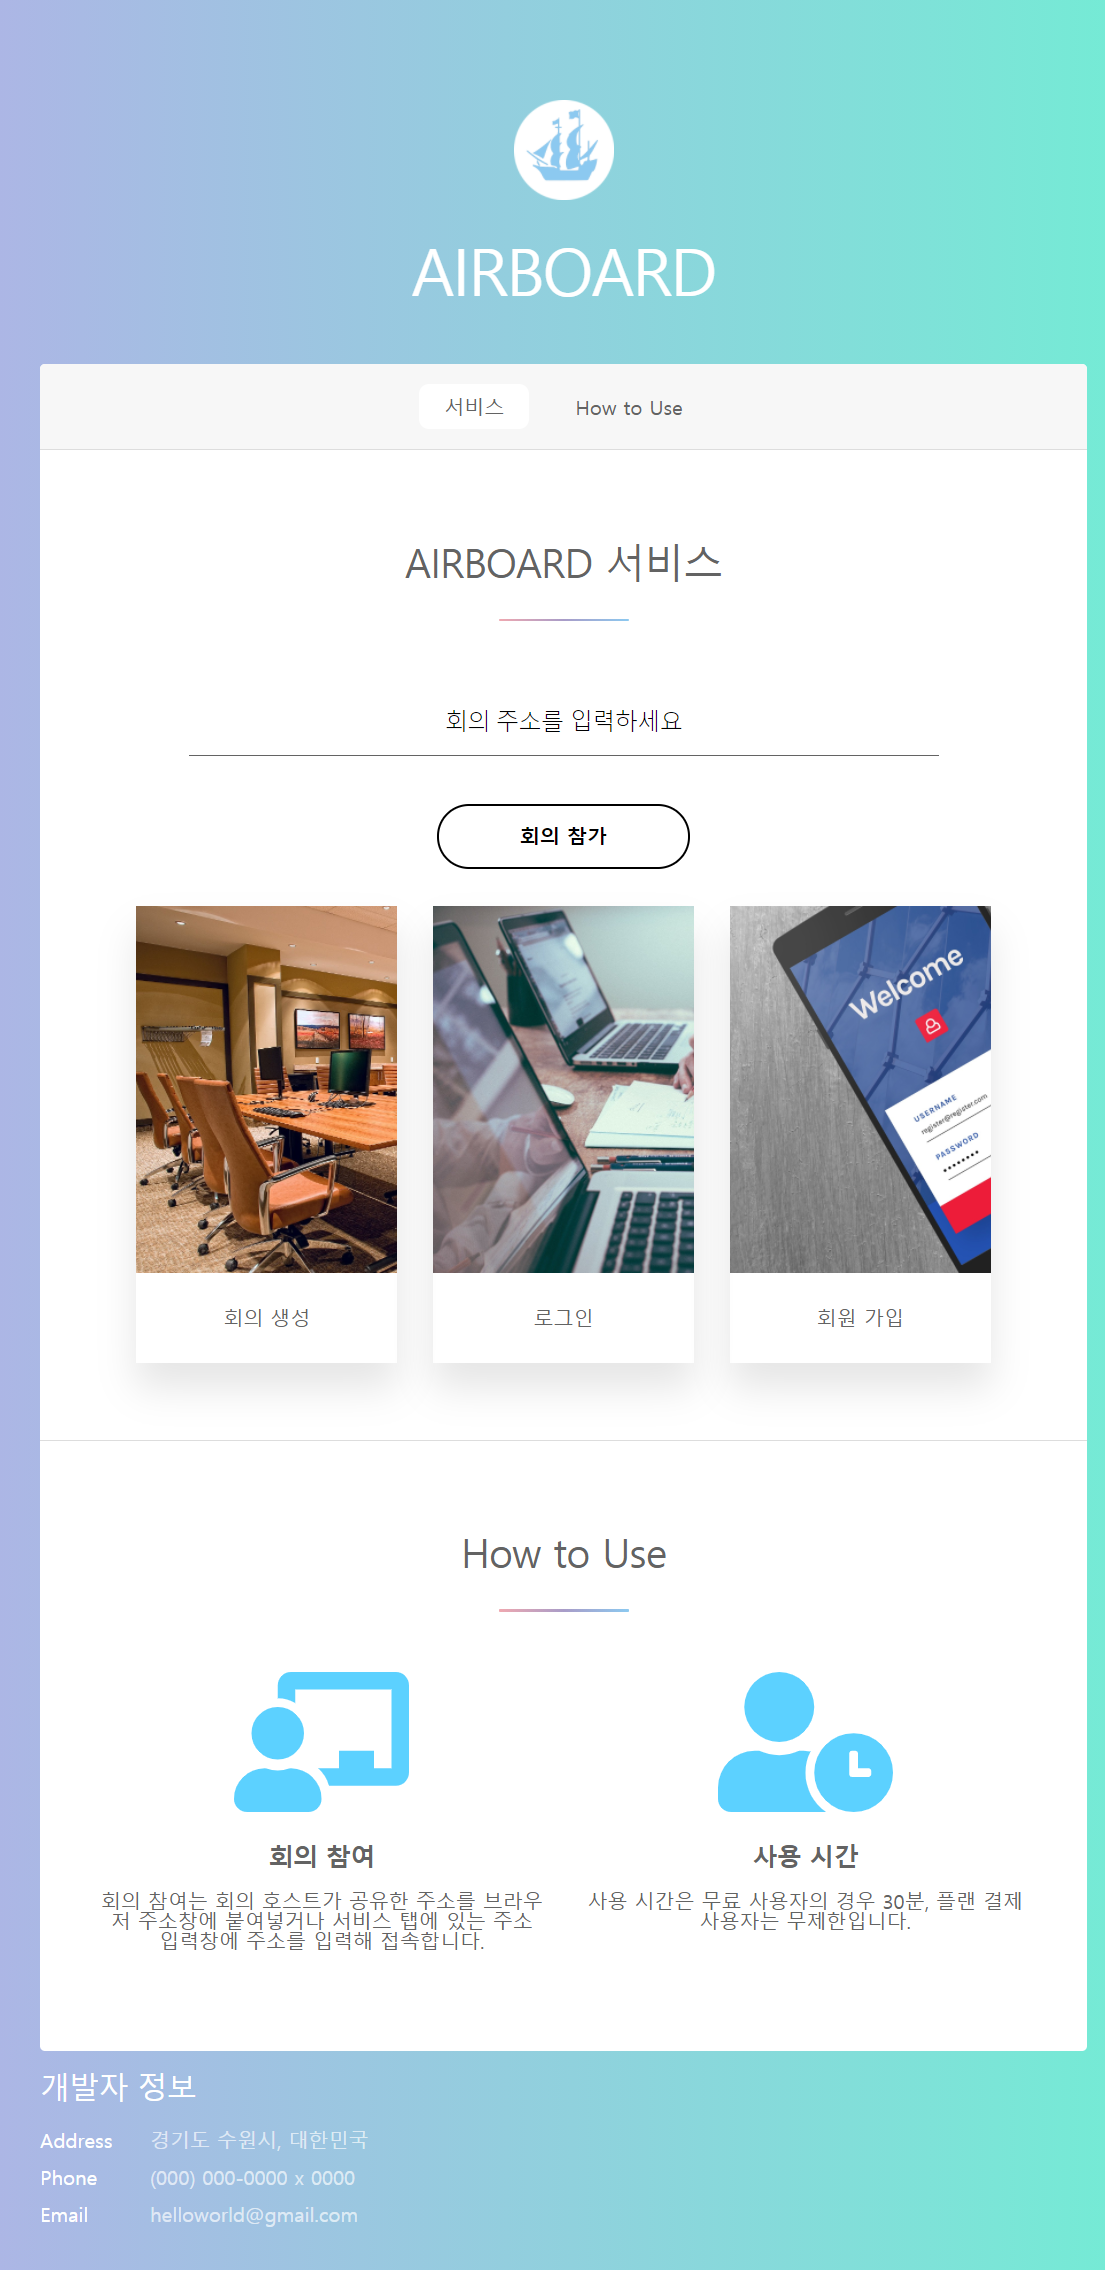 AIRBOARD
서비스 How to Use
AIRBOARD 서비스
회의 주소를 입력하세요
회의 참가
Welcome
USERNAME
register@register.com
PASSWORD
회의 생성 로그인 회원 가입
How to Use
회의 참여
회의 참여는 회의 호스트가 공유한 주소를 브라우
저 주소창에 붙여넣거나 서비스 탭에 있는 주소
입력창에 주소를 입력해 접속합니다.
사용 시간
사용 시간은 무료 사용자의 경우 30분, 플랜 결제
사용자는 무제한입니다.
개발자 정보
Address 경기도 수원시, 대한민국
Phone (000) 000-0000 x 0000
Email helloworld@gmail.com